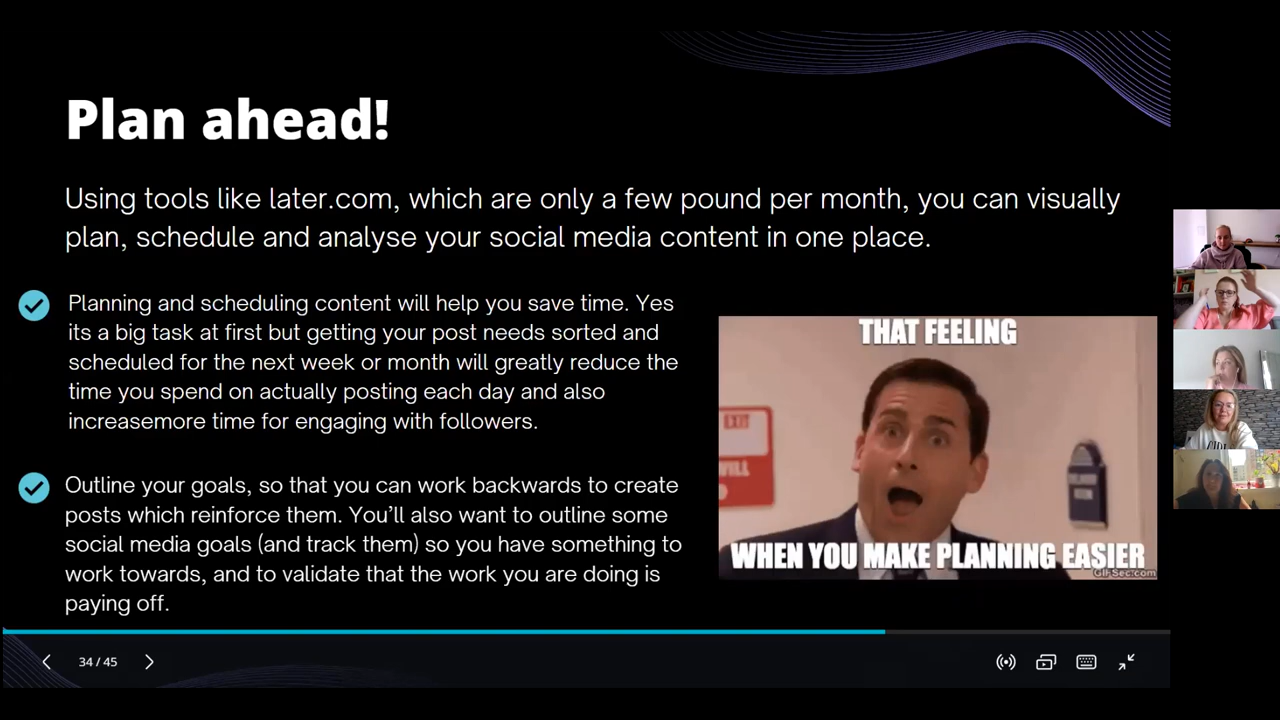 Plan ahead!
Using tools like later.com, which are only a few pound per month, you can visually
plan, schedule and analyse your social media content in one place.
Planning and scheduling content will help you save time. Yes
its a big task at first but getting your post needs sorted and
scheduled for the next week or month will greatly reduce the
time you spend on actually posting each day and also
increasemore time for engaging with followers.
Outline your goals, so that you can work backwards to create
posts which reinforce them. You’ll also want to outline some
social media goals (and track them) so you have something to
work towards, and to validate that the work you are doing is
paying off.
THAT FEELING
WHEN YOU MAKE PLANNING EASIER
GIFSec.com
34 / 45